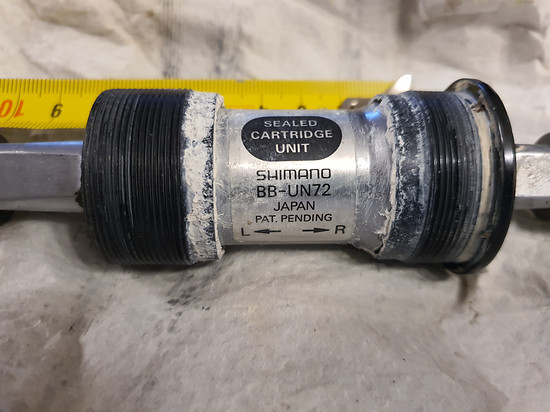 10
9
SEALED
CARTRIDGE
UNIT
SHIMANO
BB-UN72
JAPAN
PAT. PENDING
L R